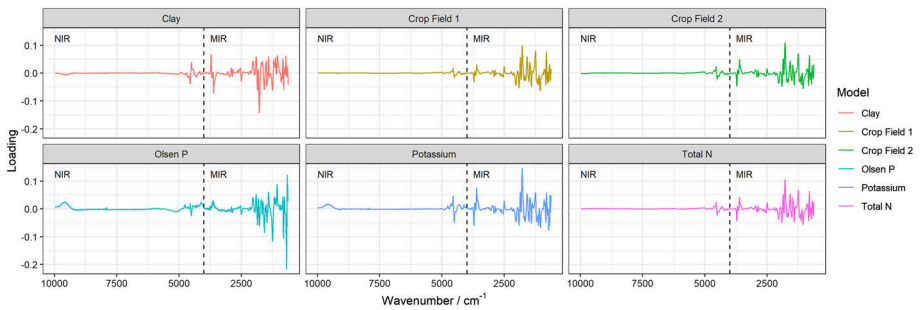 Clay
Crop Field 1
Crop Field 2
NIR
MIR
NIR
MIR
NIR
MIR
0.1
0.0
-0.1
-0.2
Olsen P
Potassium
Total N
NIR
MIR
NIR
MIR
NIR
MIR
0.1
0.0
-0.1
-0.2
10000
7500
5000
2500
10000
7500
5000
2500
10000
7500
5000
2500
Loading
Wavenumber / cm⁻¹
Model
Clay
Crop Field 1
Crop Field 2
Olsen P
Potassium
Total N